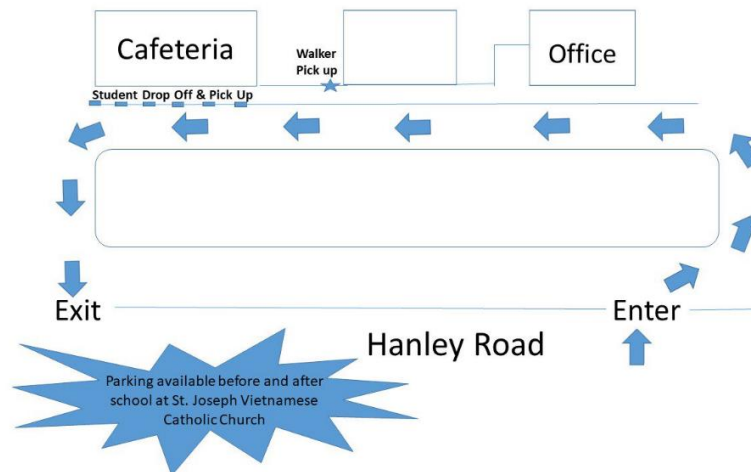 Cafeteria
Walker
Pick up
Office
Student Drop Off & Pick Up
Exit
Enter
Hanley Road
Parking available before and after
school at St. Joseph Vietnamese
Catholic Church